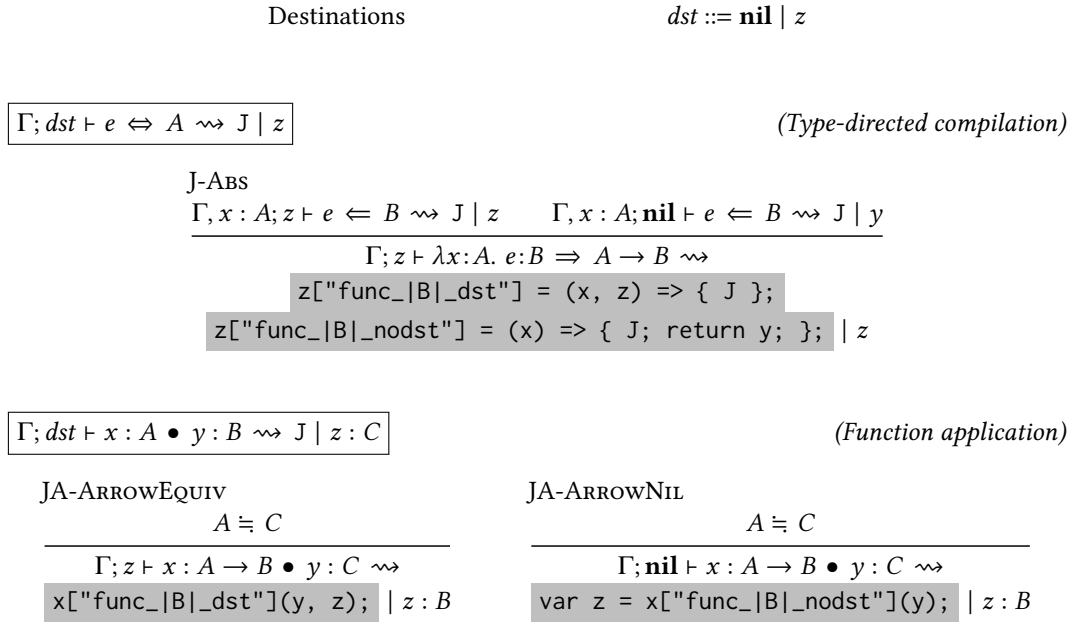 Destinations dst ::= nil | z
Γ; dst ⊢ e ⇔ A ⇝ J | z (Type-directed compilation)
J-Abs
Γ, x : A; z ⊢ e ⇐ B ⇝ J | z Γ, x : A; nil ⊢ e ⇐ B ⇝ J | y
Γ; z ⊢ λx:A. e:B ⇒ A → B ⇝
z["func_|B|_dst"] = (x, z) => { J };
z["func_|B|_nodst"] = (x) => { J; return y; }; | z
Γ; dst ⊢ x : A • y : B ⇝ J | z : C (Function application)
JA-ArrowEquiv JA-ArrowNil
A ≒ C A ≒ C
Γ; z ⊢ x : A → B • y : C ⇝ Γ; nil ⊢ x : A → B • y : C ⇝
x["func_|B|_dst"](y, z); | z : B var z = x["func_|B|_nodst"](y); | z : B